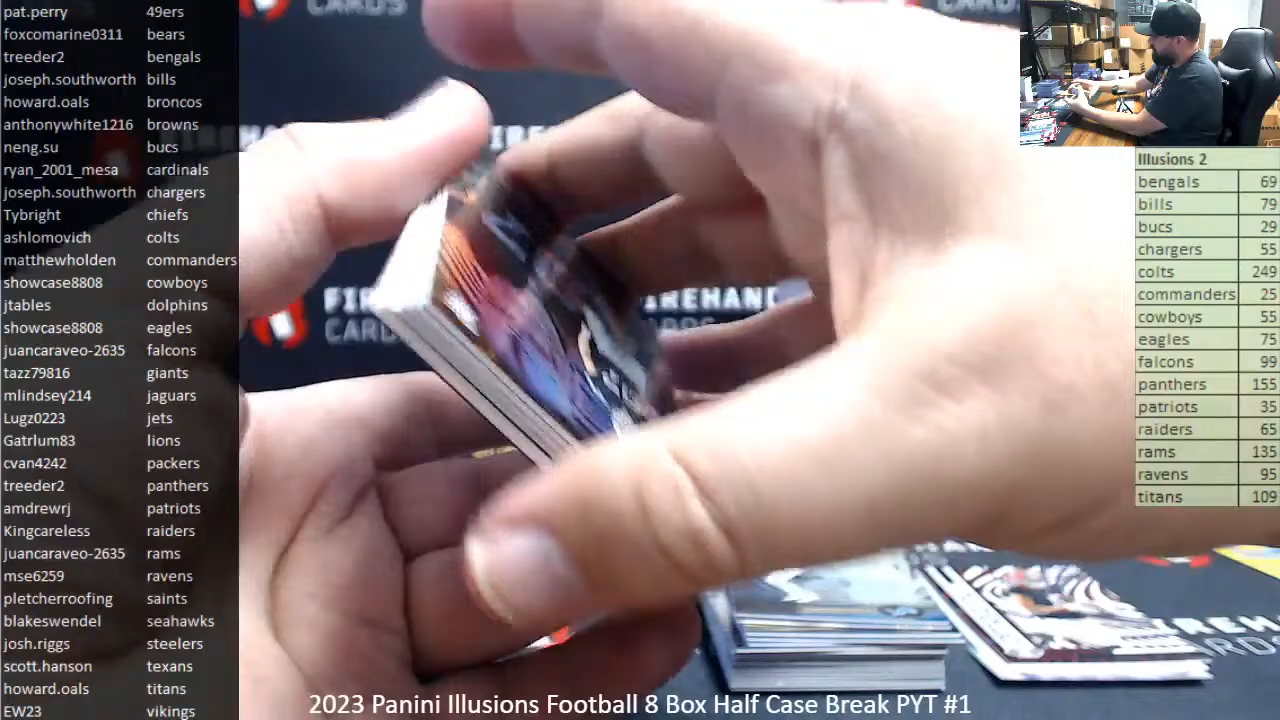 pat.perry 49ers
foxcomarine0311 bears
treeder2 bengals
joseph.southworth bills
howard.oals broncos
anthonywhite1216 browns
neng.su bucs
ryan_2001_mesa cardinals
joseph.southworth chargers
Tybright chiefs
ashlomovich colts
matthewholden commanders
showcase8808 cowboys
jtables dolphins
showcase8808 eagles
juancaraveo-2635 falcons
tazz79816 giants
mlindsey214 jaguars
Lugz0223 jets
Gatrlum83 lions
cvan4242 packers
treeder2 panthers
amdrewrj patriots
Kingcareless raiders
juancaraveo-2635 rams
mse6259 ravens
pletcherroofing saints
blakeswendel seahawks
josh.riggs steelers
scott.hanson texans
howard.oals titans
EW23 vikings
CARDS
FIREHAND
CARDS
Illusions 2
bengals 69
bills 79
bucs 29
chargers 55
colts 249
commanders 25
cowboys 55
eagles 75
falcons 99
panthers 155
patriots 35
raiders 65
rams 135
ravens 95
titans 109
2023 Panini Illusions Football 8 Box Half Case Break PYT #1